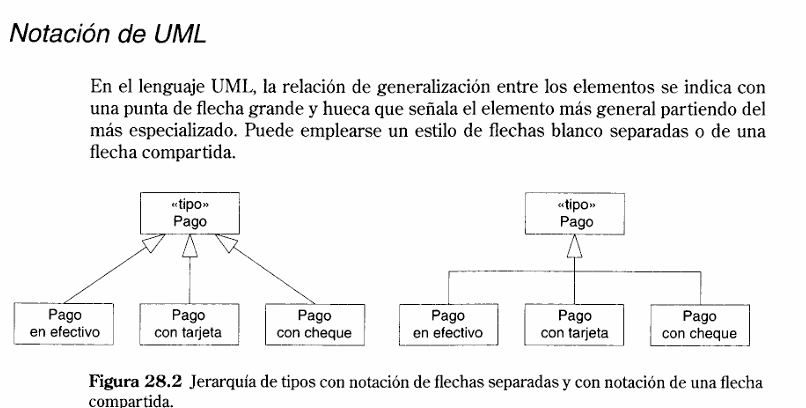 Notación de UML
En el lenguaje UML, la relación de generalización entre los elementos se indica con
una punta de flecha grande y hueca que señala el elemento más general partiendo del
más especializado. Puede emplearse un estilo de flechas blanco separadas o de una
flecha compartida.
«tipo»
Pago
«tipo»
Pago
Pago
en efectivo
Pago
con tarjeta
Pago
con cheque
Pago
en efectivo
Pago
con tarjeta
Pago
con cheque
Figura 28.2 Jerarquía de tipos con notación de flechas separadas y con notación de una flecha
compartida.